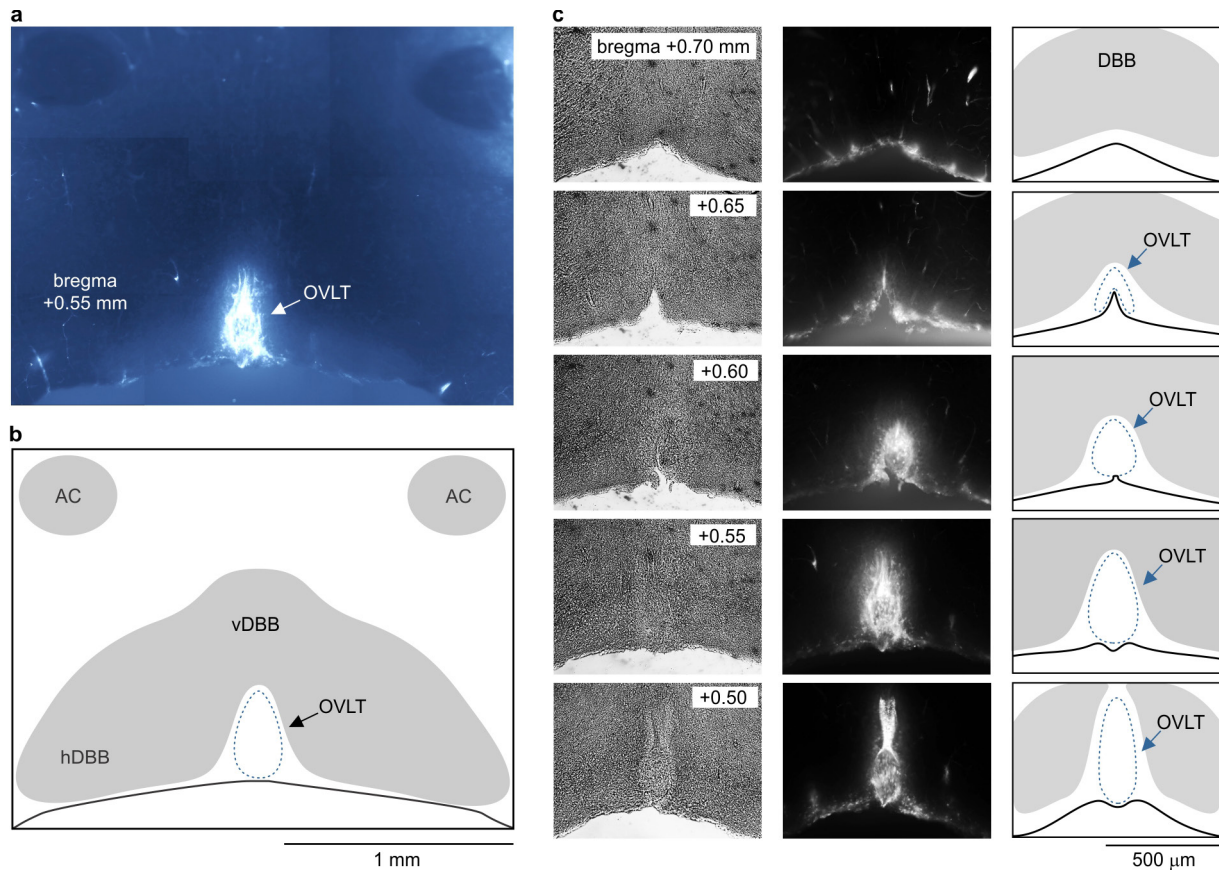 a
bregma
+0.55 mm
OVLT
b
AC
AC
vDBB
OVLT
hDBB
1 mm
c
bregma +0.70 mm
DBB
+0.65
OVLT
+0.60
OVLT
+0.55
OVLT
+0.50
OVLT
500 μm